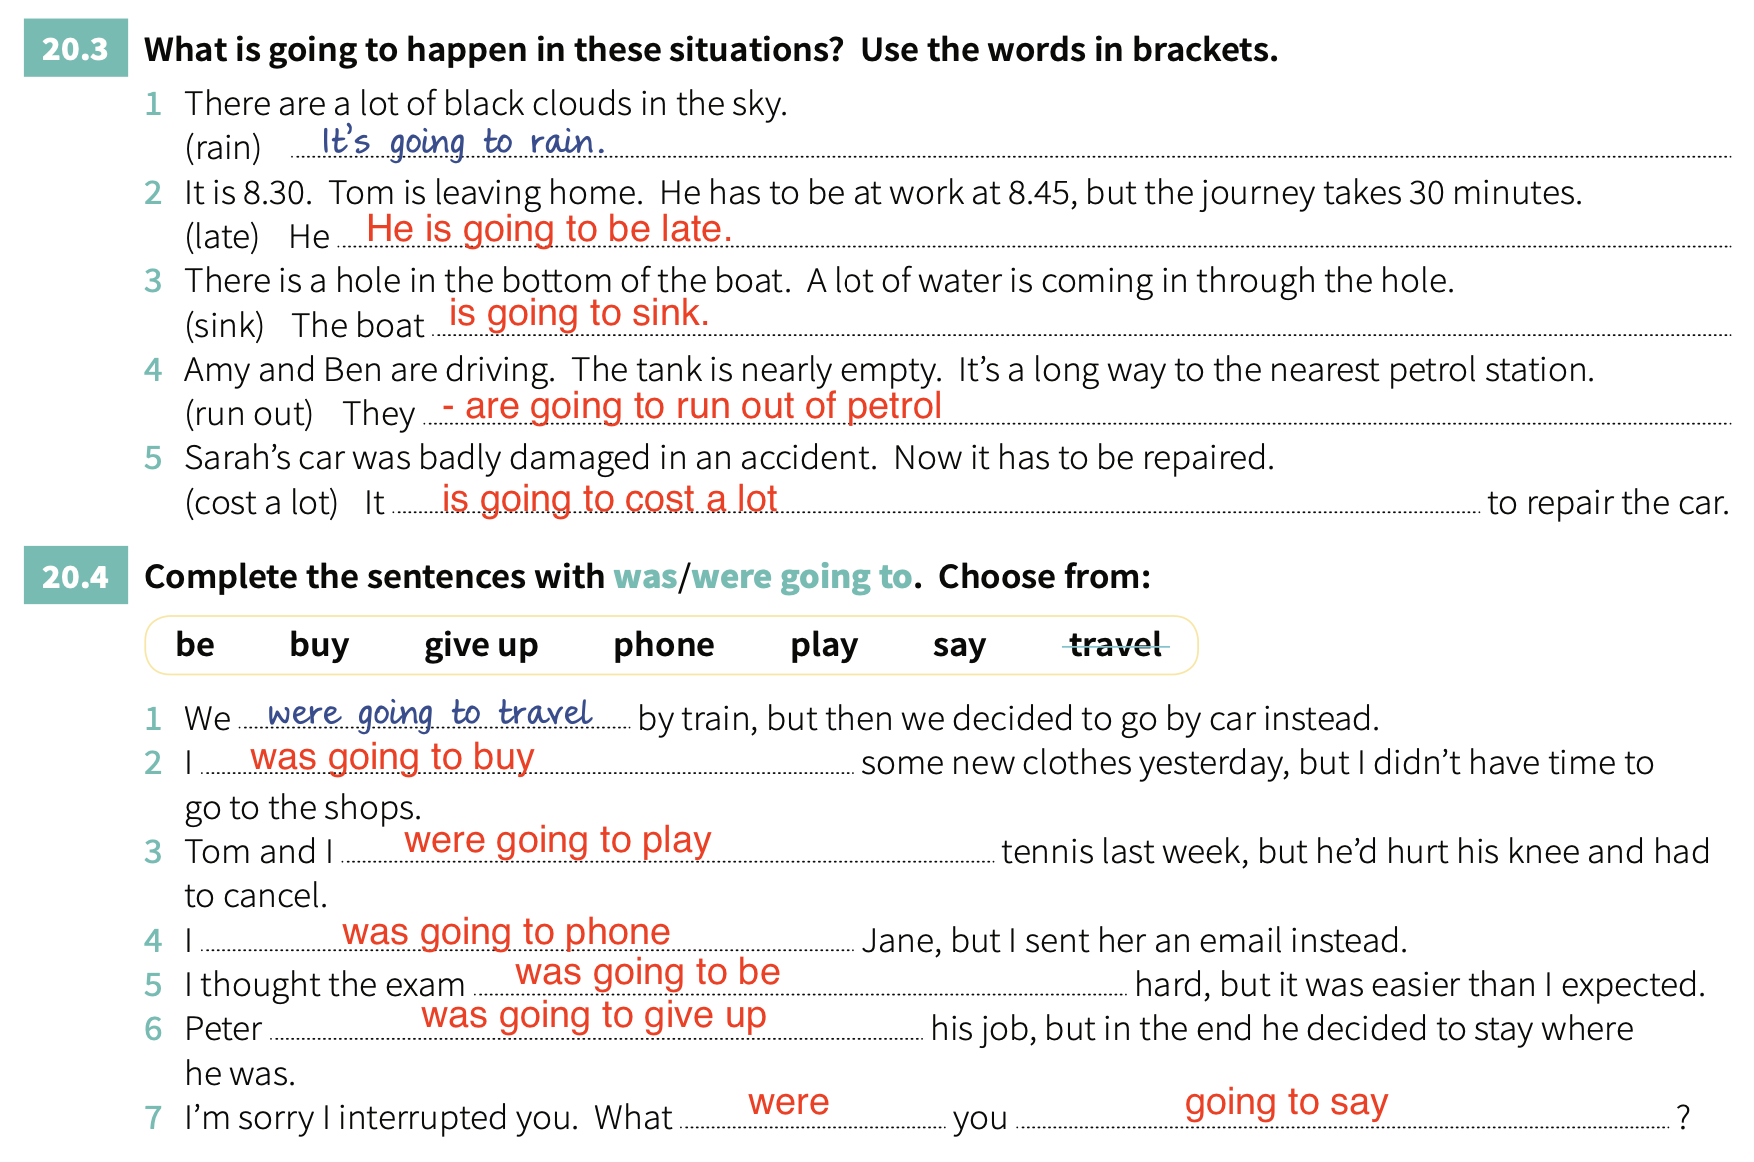 20.3 What is going to happen in these situations? Use the words in brackets.
1 There are a lot of black clouds in the sky.
(rain) It's going to rain.
2 It is 8.30. Tom is leaving home. He has to be at work at 8.45, but the journey takes 30 minutes.
(late) He He is going to be late.
3 There is a hole in the bottom of the boat. A lot of water is coming in through the hole.
(sink) The boat is going to sink.
4 Amy and Ben are driving. The tank is nearly empty. It's a long way to the nearest petrol station.
(run out) They - are going to run out of petrol
5 Sarah's car was badly damaged in an accident. Now it has to be repaired.
(cost a lot) It is going to cost a lot to repair the car.
20.4 Complete the sentences with was/were going to. Choose from:
be buy give up phone play say travel
1 We were going to travel by train, but then we decided to go by car instead.
2 I was going to buy some new clothes yesterday, but I didn't have time to
go to the shops.
3 Tom and I were going to play tennis last week, but he'd hurt his knee and had
to cancel.
4 I was going to phone Jane, but I sent her an email instead.
5 I thought the exam was going to be hard, but it was easier than I expected.
6 Peter was going to give up his job, but in the end he decided to stay where
he was.
7 I'm sorry I interrupted you. What were you going to say ?